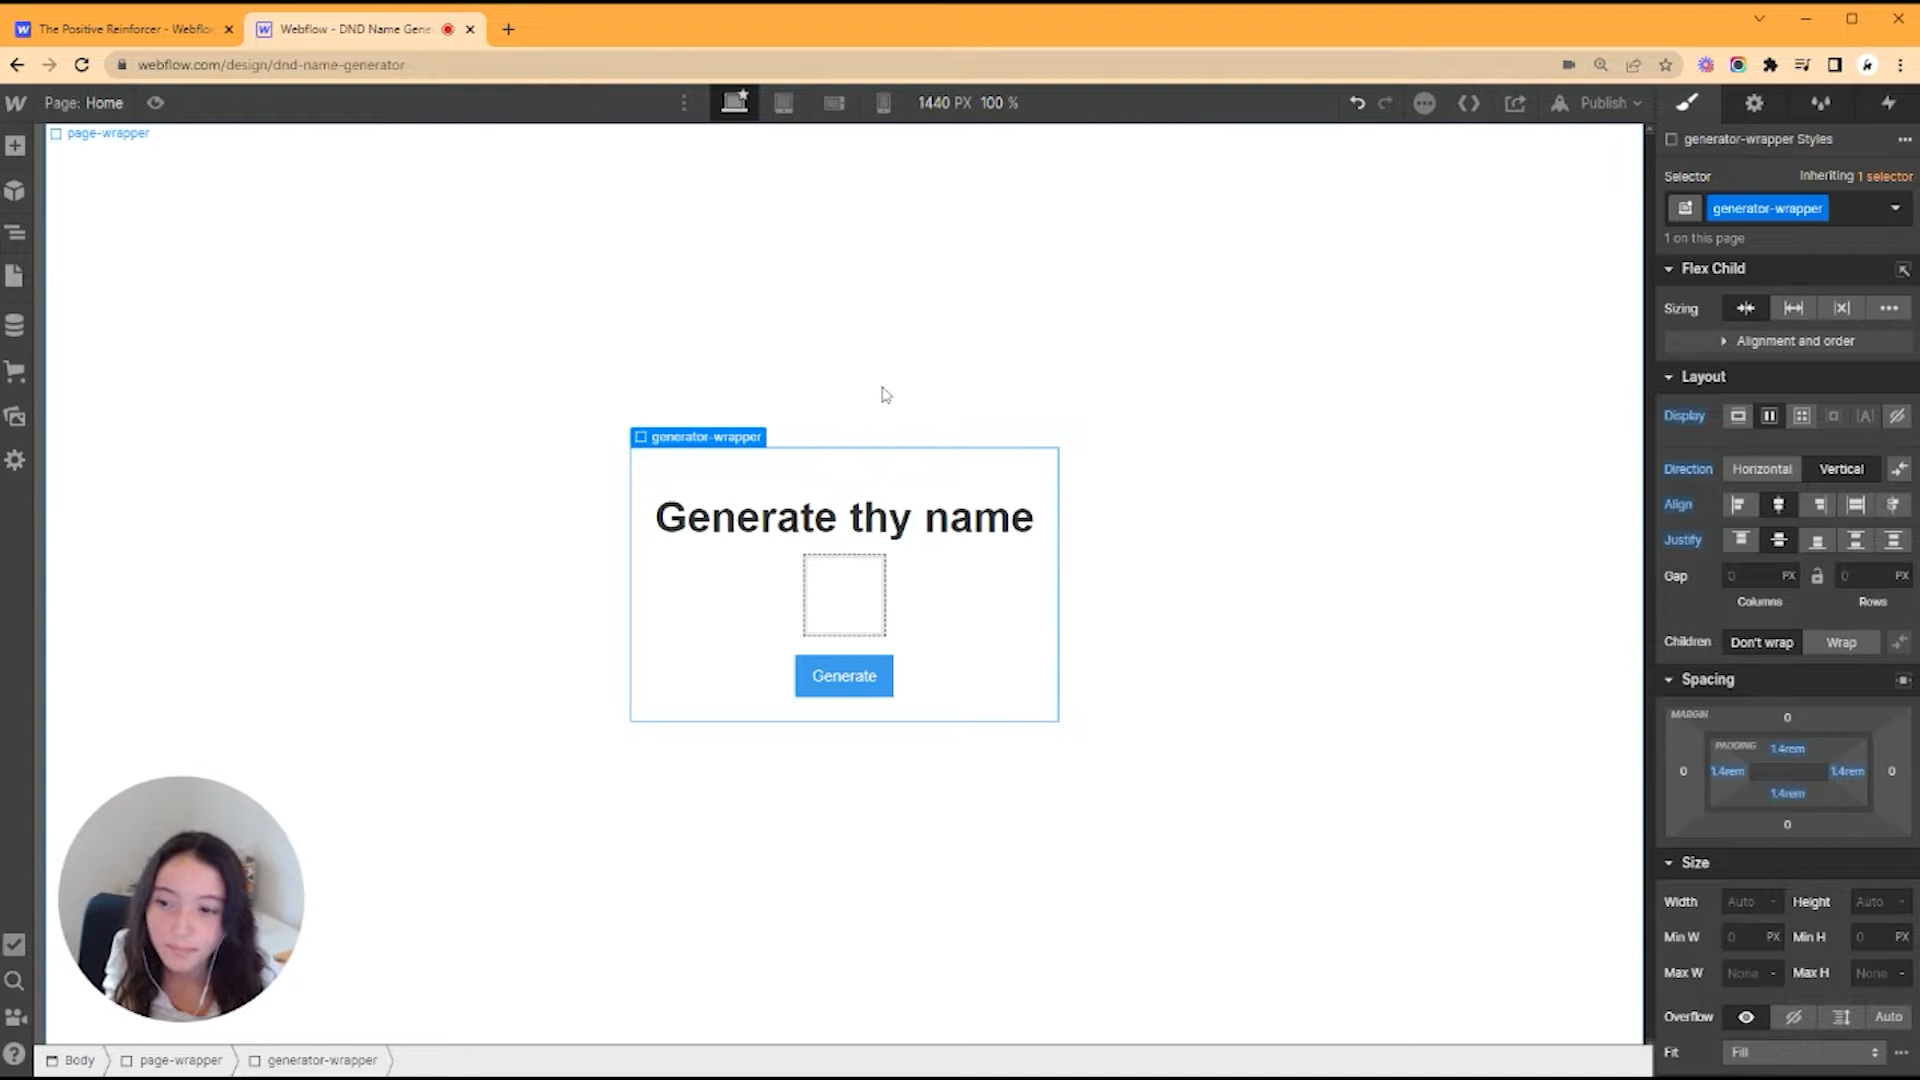 The Positive Reinforcer - Webflo
Webflow - DND Name Gene
webflow.com/design/dnd-name-generator
Page: Home
1440 PX 100 %
Publish
page-wrapper
generator-wrapper Styles
Selector
Inheriting 1 selector
generator-wrapper
1 on this page
Flex Child
Sizing
Alignment and order
Layout
Display
Direction Horizontal Vertical
Align
Justify
Gap 0 PX 0 PX
Columns Rows
Children Don't wrap Wrap
Spacing
MARGIN 0
PADDING 1.4rem
0 1.4rem 1.4rem 0
1.4rem
0
Size
Width Auto - Height Auto -
Min W 0 PX Min H 0 PX
Max W None - Max H None -
Overflow Auto
Fit Fill
generator-wrapper
Generate thy name
Generate
Body page-wrapper generator-wrapper